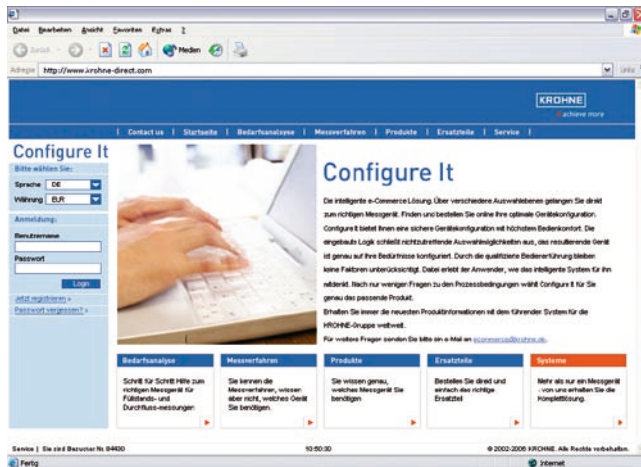 Datei Bearbeiten Ansicht Favoriten Extras ?
Zurück Medien
Adresse http://www.krohne-direct.com Links
KROHNE
achieve more
| Contact us | Startseite | Bedarfsanalyse | Messverfahren | Produkte | Ersatzteile | Service |
Configure It
Bitte wählen Sie:
Sprache DE
Währung EUR
Anmeldung:
Benutzername
Passwort
Login
Jetzt registrieren »
Passwort vergessen? »
Configure It
Die intelligente e-Commerce Lösung. Über verschiedene Auswahlebenen gelangen Sie direkt
zum richtigen Messgerät. Finden und bestellen Sie online Ihre optimale Gerätekonfiguration.
Configure It bietet Ihnen eine sichere Gerätekonfiguration mit höchstem Bedienkonfort. Die
eingebaute Logik schließt nichtzutreffende Auswahlmöglichkeiten aus, das resultierende Gerät
ist genau auf Ihre Bedürfnisse konfiguriert. Durch die qualifizierte Bedienerführung bleiben
keine Faktoren unberücksichtigt. Dabei erlebt der Anwender, wie das intelligente System für ihn
mitdenkt. Nach nur wenigen Fragen zu den Prozessbedingungen wählt Configure It für Sie
genau das passende Produkt.
Erhalten Sie immer die neuesten Produktinformationen mit dem führenden System für die
KROHNE-Gruppe weltweit.
Für weitere Fragen senden Sie bitte ein e-Mail an ecommerce@krohne.de.
Bedarfsanalyse
Schritt für Schritt Hilfe zum
richtigen Messgerät für
Füllstands- und
Durchfluss-messungen
Messverfahren
Sie kennen die
Messverfahren, wissen
aber nicht, welches Gerät
Sie benötigen.
Produkte
Sie wissen genau,
welches Messgerät Sie
benötigen
Ersatzteile
Bestellen Sie direkt und
einfach das richtige
Ersatzteil
Systeme
Mehr als nur ein Messgerät
- von uns erhalten Sie die
Komplettlösung.
Service | Sie sind Besucher Nr. 84430 10:50:30 © 2002-2006 KROHNE. Alle Rechte vorbehalten.
Fertig Internet